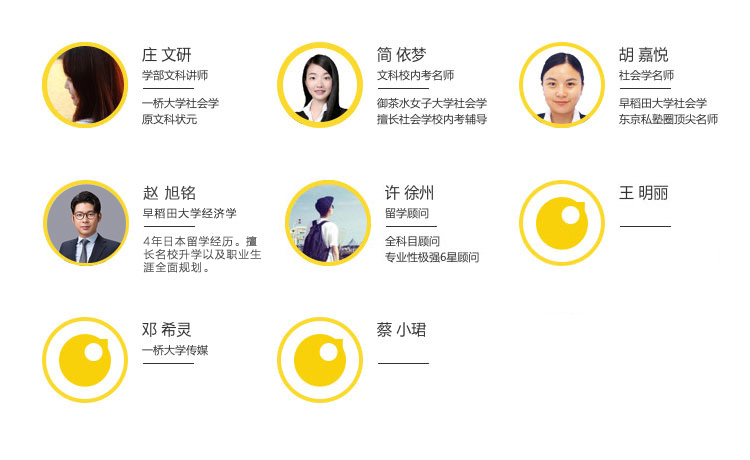 庄 文研
学部文科讲师
一桥大学社会学
原文科状元
简 依梦
文科校内考名师
御茶水女子大学社会学
擅长社会学校内考辅导
胡 嘉悦
社会学名师
早稻田大学社会学
东京私塾圈顶尖名师
赵 旭铭
早稻田大学经济学
4年日本留学经历。擅
长名校升学以及职业生
涯全面规划。
许 徐州
留学顾问
全科目顾问
专业性极强6星顾问
王 明丽
邓 希灵
一桥大学传媒
蔡 小珺